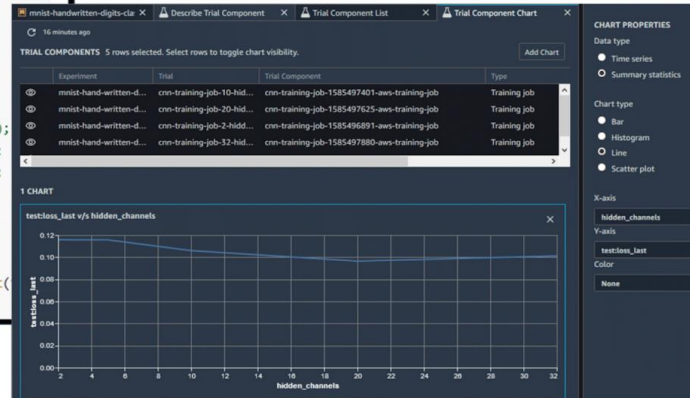 mnist-handwritten-digits-cla: ×
Describe Trial Component ×
Trial Component List ×
Trial Component Chart ×
16 minutes ago
TRIAL COMPONENTS 5 rows selected. Select rows to toggle chart visibility.
Add Chart
Experiment Trial Trial Component Type
mnist-hand-written-d... cnn-training-job-10-hid... cnn-training-job-1585497401-aws-training-job Training job
mnist-hand-written-d... cnn-training-job-20-hid... cnn-training-job-1585497625-aws-training-job Training job
mnist-hand-written-d... cnn-training-job-2-hidd... cnn-training-job-1585496891-aws-training-job Training job
mnist-hand-written-d... cnn-training-job-32-hid... cnn-training-job-1585497880-aws-training-job Training job
1 CHART
test:loss_last v/s hidden_channels ×
0.12
0.10
0.08
0.06
0.04
0.02
0.00
test:loss_last
2 4 6 8 10 12 14 16 18 20 22 24 26 28 30 32
hidden_channels
CHART PROPERTIES
Data type
Time series
Summary statistics
Chart type
Bar
Histogram
Line
Scatter plot
X-axis
hidden_channels
Y-axis
test:loss_last
Color
None
);
:
:
t(